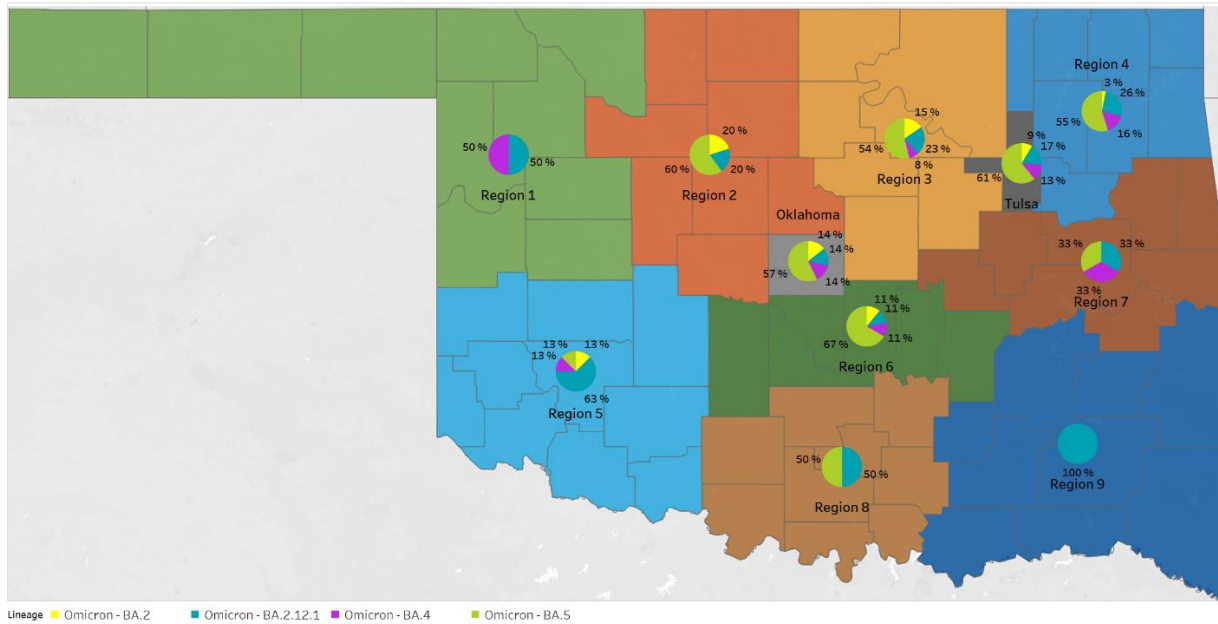 Region 4
3 %
26 %
55 %
16 %
15 %
54 %
23 %
8 %
Region 3
9 %
17 %
61 %
13 %
Tulsa
20 %
60 %
20 %
Region 2
50 %
50 %
Region 1
Oklahoma
14 %
14 %
57 %
14 %
33 %
33 %
33 %
Region 7
11 %
11 %
67 %
11 %
Region 6
13 %
13 %
13 %
63 %
Region 5
50 %
50 %
Region 8
100 %
Region 9
Lineage Omicron - BA.2 Omicron - BA.2.12.1 Omicron - BA.4 Omicron - BA.5